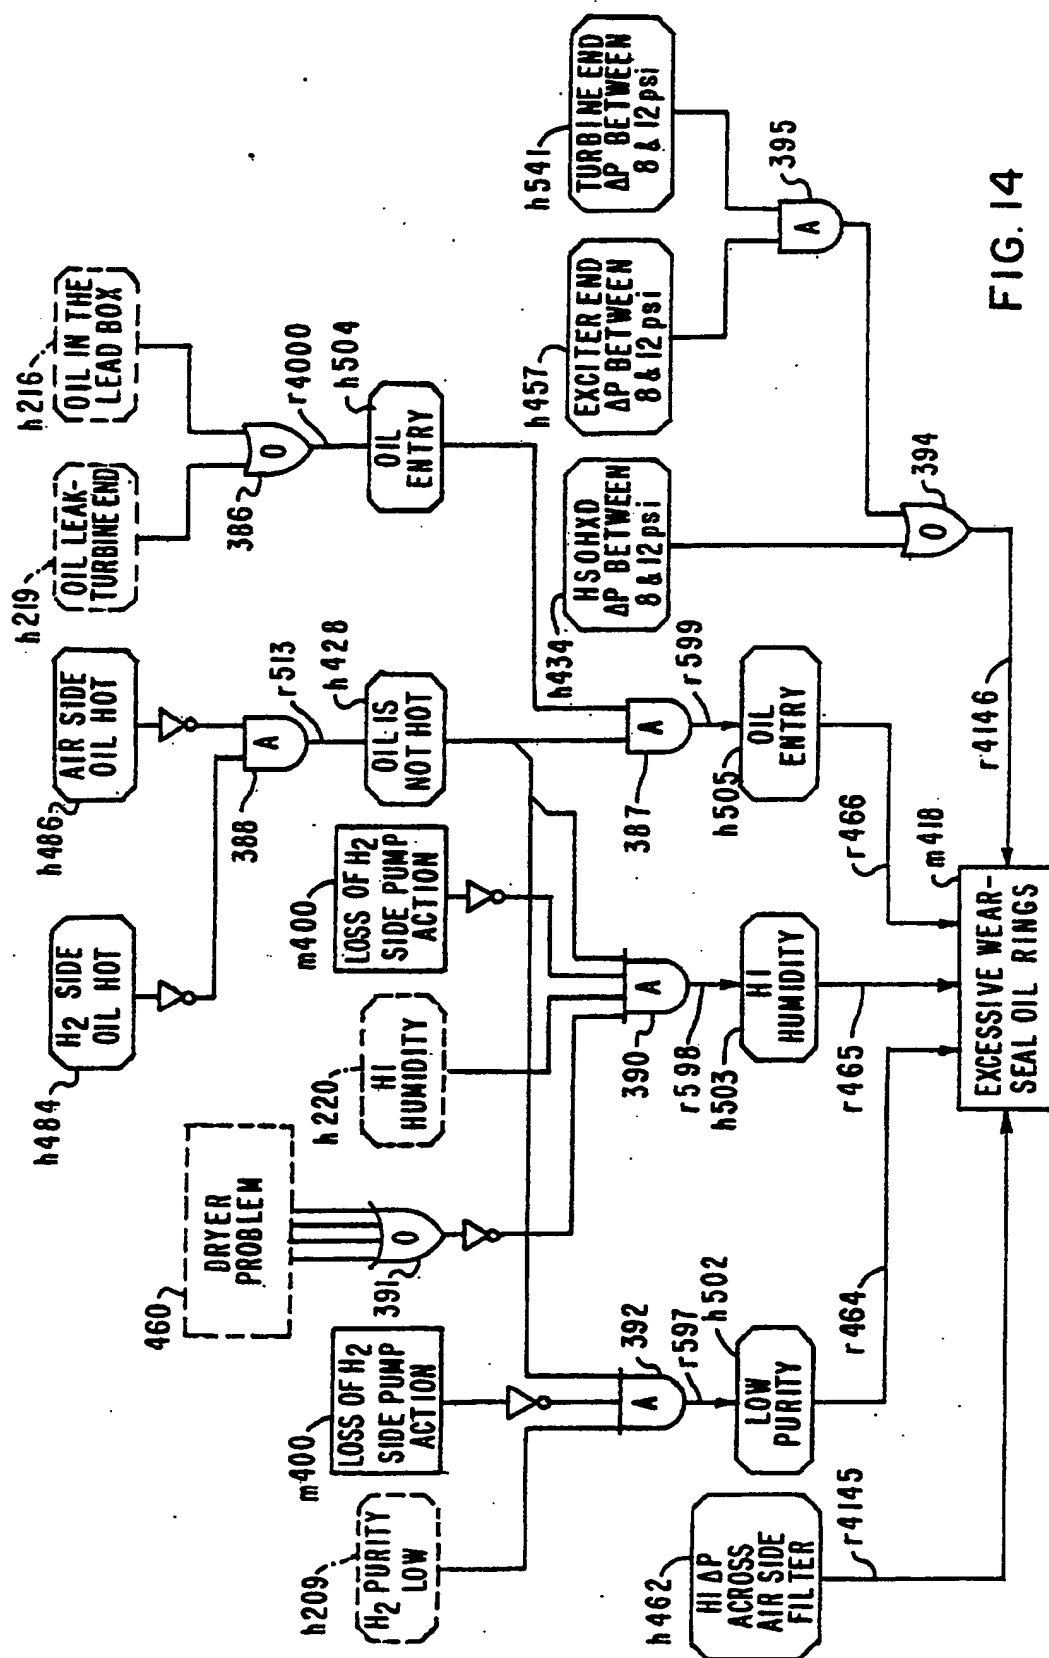 h209
H2 PURITY
LOW
m400
LOSS OF H2
SIDE PUMP
ACTION
460
DRYER
PROBLEM
391
O
h220
HI
HUMIDITY
m400
LOSS OF H2
SIDE PUMP
ACTION
h484
H2 SIDE
OIL HOT
h486
AIR SIDE
OIL HOT
388
A
r513
h428
OIL IS
NOT HOT
h219
OIL LEAK-
TURBINE END
h216
OIL IN THE
LEAD BOX
386
O
r4000
h504
OIL
ENTRY
392
A
r597
h502
LOW
PURITY
r464
390
A
r598
h503
HI
HUMIDITY
r465
387
A
r599
h505
OIL
ENTRY
r466
h462
HI ΔP
ACROSS
AIR SIDE
FILTER
r4145
h434
HSOHXD
ΔP BETWEEN
8 & 12 psi
h457
EXCITER END
ΔP BETWEEN
8 & 12 psi
h541
TURBINE END
ΔP BETWEEN
8 & 12 psi
A
395
O
394
r4146
m418
EXCESSIVE WEAR-
SEAL OIL RINGS
FIG. 14